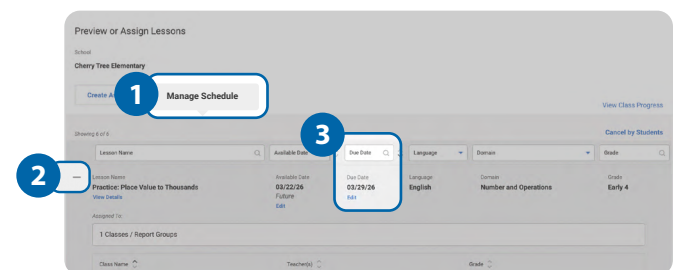 Preview or Assign Lessons
School
Cherry Tree Elementary
1
Manage Schedule
View Class Progress
3
Showing 6 of 6
Cancel by Students
Lesson Name Available Date Due Date Language Domain Grade
2
Lesson Name Available Date Due Date Language Domain Grade
Practice: Place Value to Thousands 03/22/26 03/29/26 English Number and Operations Early 4
View Details Future Edit
Edit
Assigned To:
1 Classes / Report Groups
Class Name Teacher(s) Grade